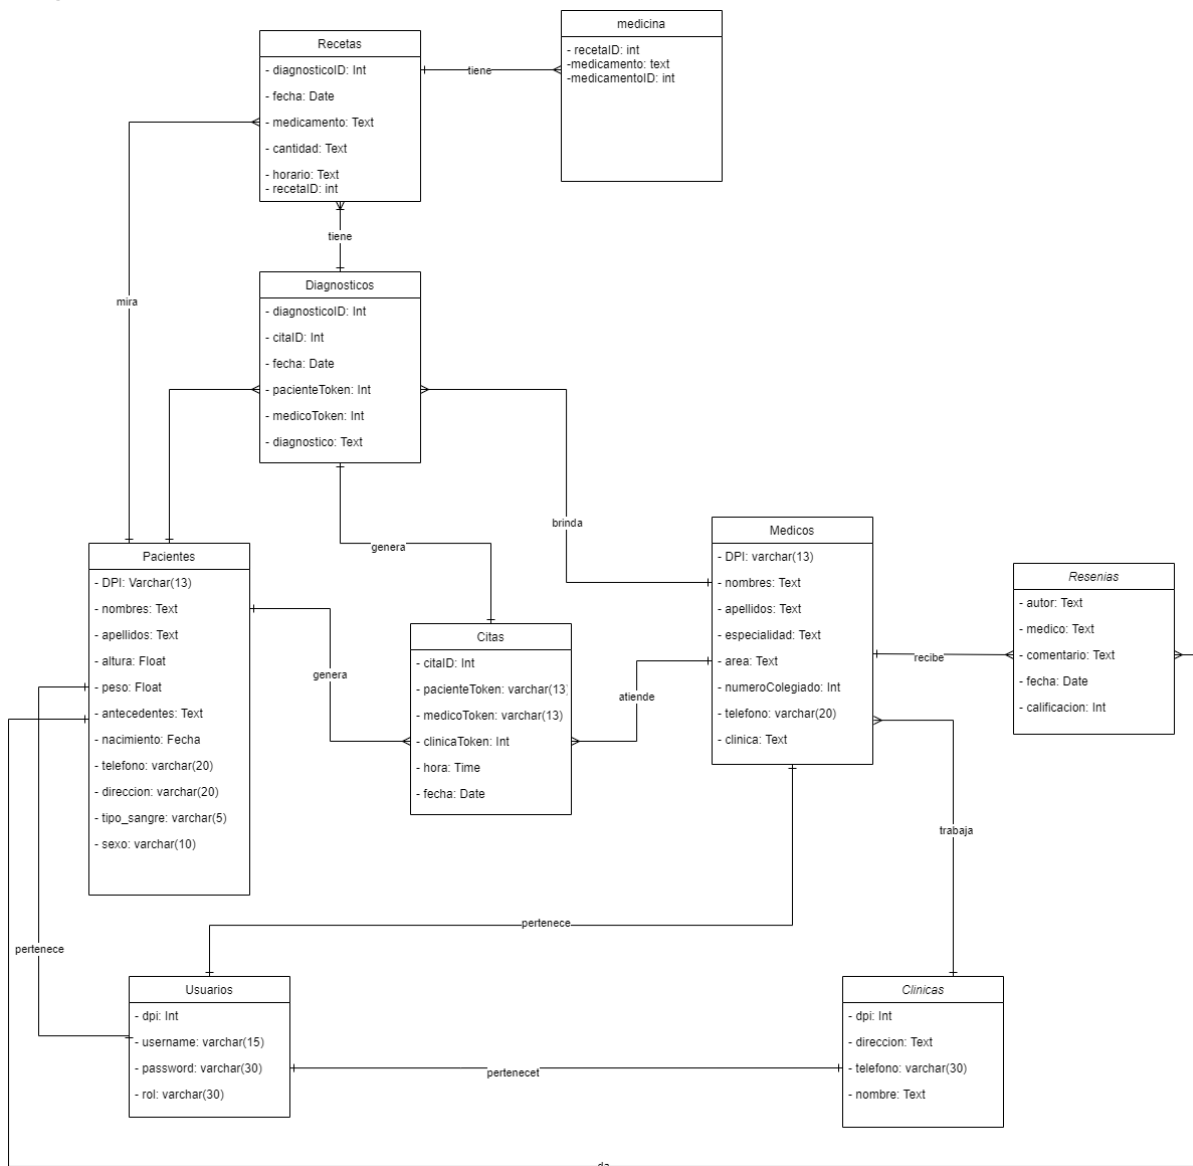 medicina
- recetaID: int
-medicamento: text
-medicamentoID: int
Recetas
- diagnosticoID: Int
- fecha: Date
- medicamento: Text
- cantidad: Text
- horario: Text
- recetaID: int
tiene
tiene
mira
Diagnosticos
- diagnosticoID: Int
- citaID: Int
- fecha: Date
- pacienteToken: Int
- medicoToken: Int
- diagnostico: Text
brinda
genera
Pacientes
- DPI: Varchar(13)
- nombres: Text
- apellidos: Text
- altura: Float
- peso: Float
- antecedentes: Text
- nacimiento: Fecha
- telefono: varchar(20)
- direccion: varchar(20)
- tipo_sangre: varchar(5)
- sexo: varchar(10)
genera
Citas
- citaID: Int
- pacienteToken: varchar(13)
- medicoToken: varchar(13)
- clinicaToken: Int
- hora: Time
- fecha: Date
atiende
Medicos
- DPI: varchar(13)
- nombres: Text
- apellidos: Text
- especialidad: Text
- area: Text
- numeroColegiado: Int
- telefono: varchar(20)
- clinica: Text
recibe
Resenias
- autor: Text
- medico: Text
- comentario: Text
- fecha: Date
- calificacion: Int
trabaja
pertenece
pertenece
Usuarios
- dpi: Int
- username: varchar(15)
- password: varchar(30)
- rol: varchar(30)
pertenecet
Clinicas
- dpi: Int
- direccion: Text
- telefono: varchar(30)
- nombre: Text
da